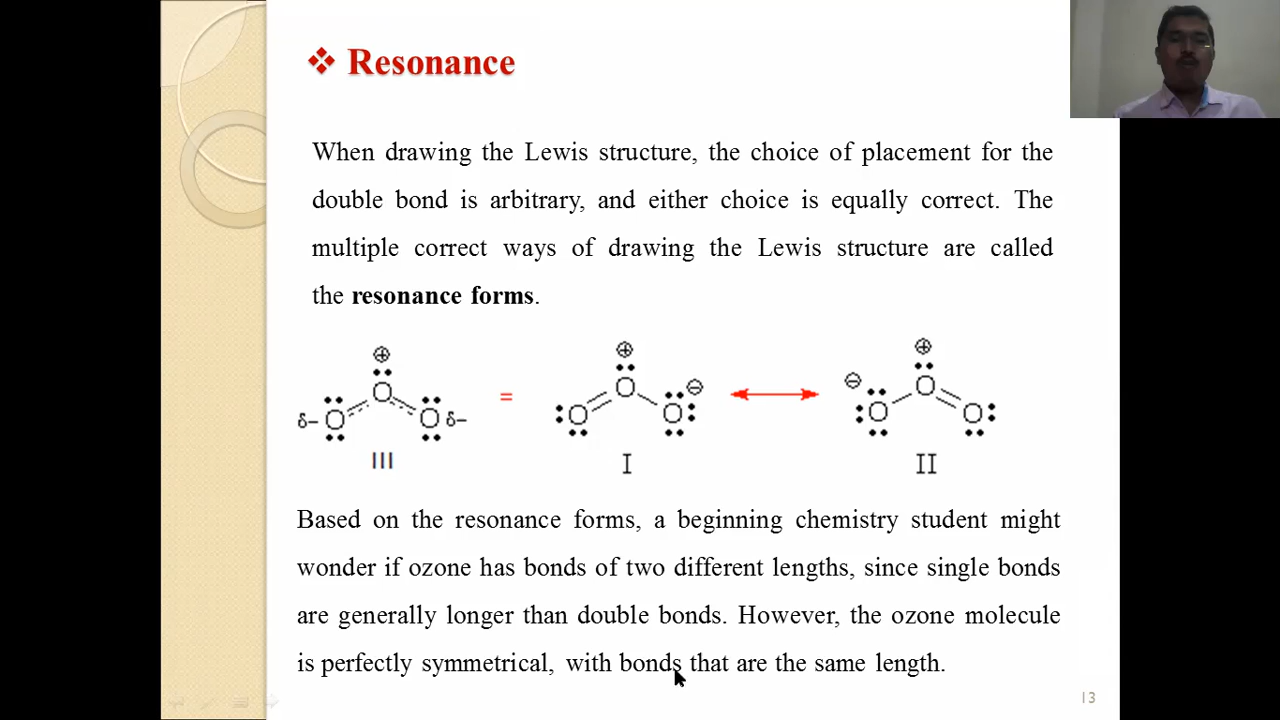 ❖ Resonance
When drawing the Lewis structure, the choice of placement for the
double bond is arbitrary, and either choice is equally correct. The
multiple correct ways of drawing the Lewis structure are called
the resonance forms.
⊕ ⊕ ⊕
δ– O O O δ– = O O O ⊖ ⟷ ⊖ O O O
III I II
Based on the resonance forms, a beginning chemistry student might
wonder if ozone has bonds of two different lengths, since single bonds
are generally longer than double bonds. However, the ozone molecule
is perfectly symmetrical, with bonds that are the same length.
13